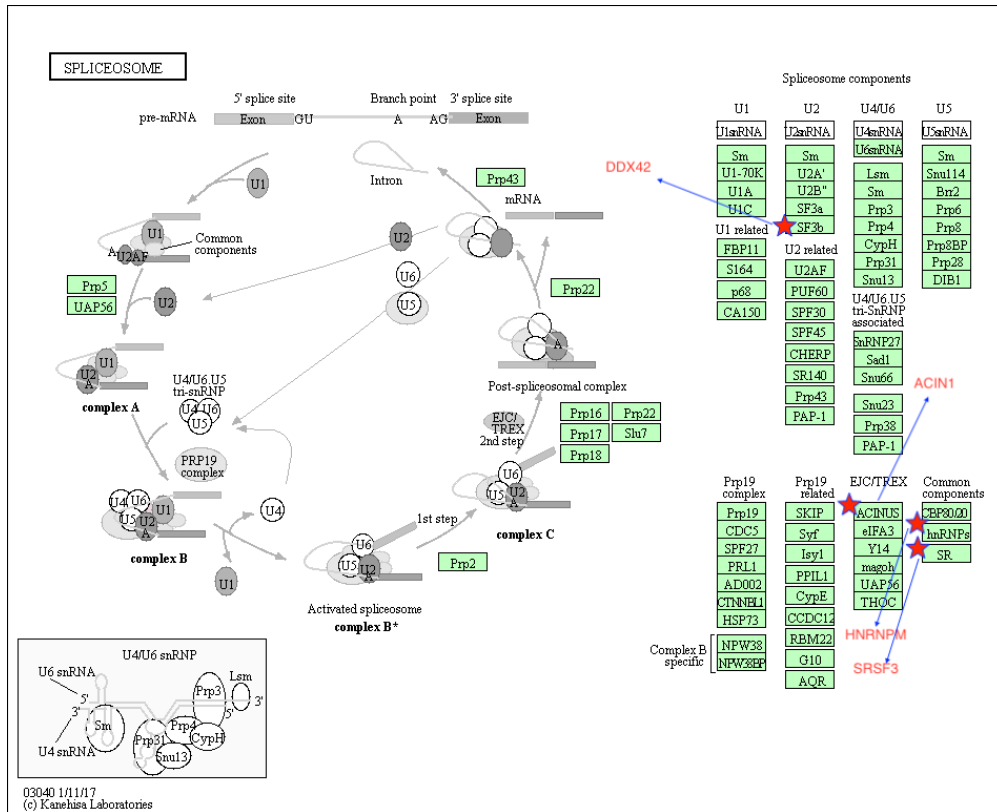 SPLICEOSOME
5' splice site
Branch point
3' splice site
pre-mRNA
Exon
GU
A
AG
Exon
U1
Intron
Prp43
mRNA
U1
A
U2AF
Common
components
U2
U6
U5
Prp5
UAP56
U2
Prp22
A
U1
U2
A
complex A
U4/U6.U5
tri-snRNP
U4
U6
U5
Post-spliceosomal complex
EJC/
TREX
2nd step
Prp16
Prp22
Prp17
Slu7
Prp18
PRP19
complex
U4
U6
U5
U1
U2
A
complex B
U4
U1
U6
U5
U2
A
complex C
1st step
U6
U5
U2
A
Prp2
Activated spliceosome
complex B*
U4/U6 snRNP
U6 snRNA
5'
3'
Sm
U4 snRNA
Prp31
Snu13
Prp4
CypH
Prp3
Lsm
5'
3'
03040 1/11/17
(c) Kanehisa Laboratories
Spliceosome components
U1
U1snRNA
Sm
U1-70K
U1A
U1C
U1 related
FBP11
S164
p68
CA150
U2
U2snRNA
Sm
U2A'
U2B"
SF3a
SF3b
U2 related
U2AF
PUF60
SPF30
SPF45
CHERP
SR140
Prp43
PAP-1
U4/U6
U4snRNA
U6snRNA
Lsm
Sm
Prp3
Prp4
CypH
Prp31
Snu13
U4/U6.U5
tri-SnRNP
associated
SnRNP27
Sad1
Snu66
Snu23
Prp38
PAP-1
U5
U5snRNA
Sm
Snu114
Brr2
Prp6
Prp8
Prp8BP
Prp28
DIB1
DDX42
ACIN1
Prp19
complex
Prp19
CDC5
SPF27
PRL1
AD002
CTNNBL1
HSP73
Complex B
specific
NPW38
NPW38BP
Prp19
related
SKIP
Syf
Isy1
PPIL1
CypE
CCDC12
RBM22
G10
AQR
EJC/TREX
ACINUS
eIFA3
Y14
magoh
UAP56
THOC
Common
components
CBP80/20
hnRNPs
SR
HNRNPM
SRSF3